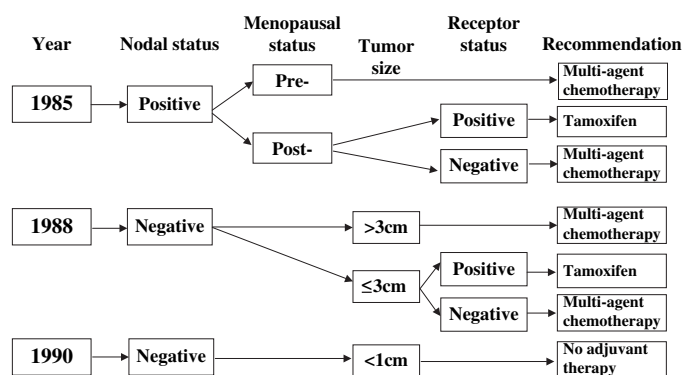 Year Nodal status Menopausal status Tumor size Receptor status Recommendation
1985 Positive Pre- Multi-agent chemotherapy
Post- Positive Tamoxifen
Negative Multi-agent chemotherapy
1988 Negative >3cm Multi-agent chemotherapy
≤3cm Positive Tamoxifen
Negative Multi-agent chemotherapy
1990 Negative <1cm No adjuvant therapy